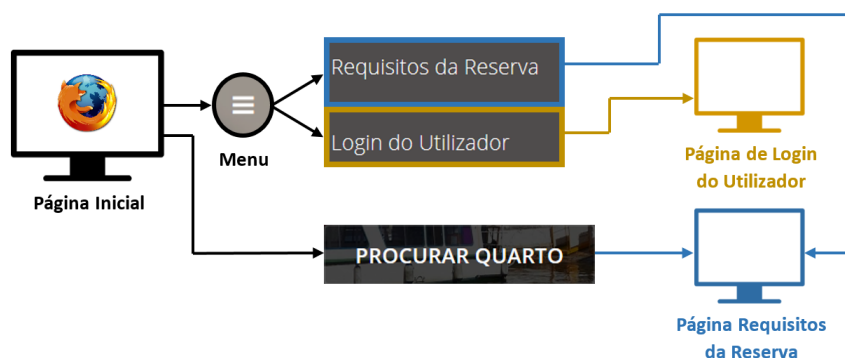 Requisitos da Reserva
Login do Utilizador
Menu
Página Inicial
Página de Login
do Utilizador
PROCURAR QUARTO
Página Requisitos
da Reserva